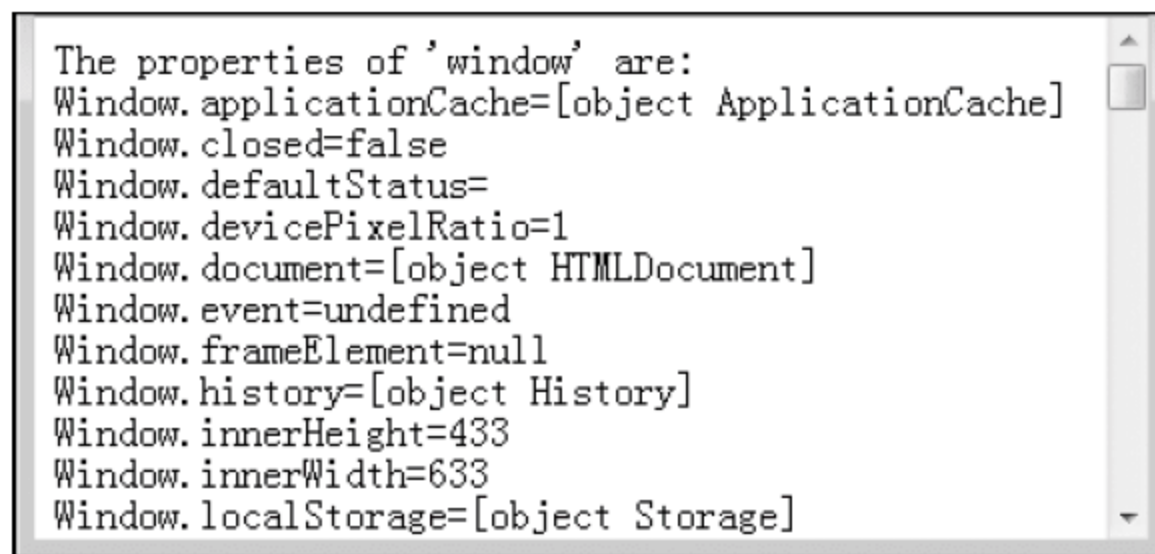 The properties of 'window' are:
Window.applicationCache=[object ApplicationCache]
Window.closed=false
Window.defaultStatus=
Window.devicePixelRatio=1
Window.document=[object HTMLDocument]
Window.event=undefined
Window.frameElement=null
Window.history=[object History]
Window.innerHeight=433
Window.innerWidth=633
Window.localStorage=[object Storage]